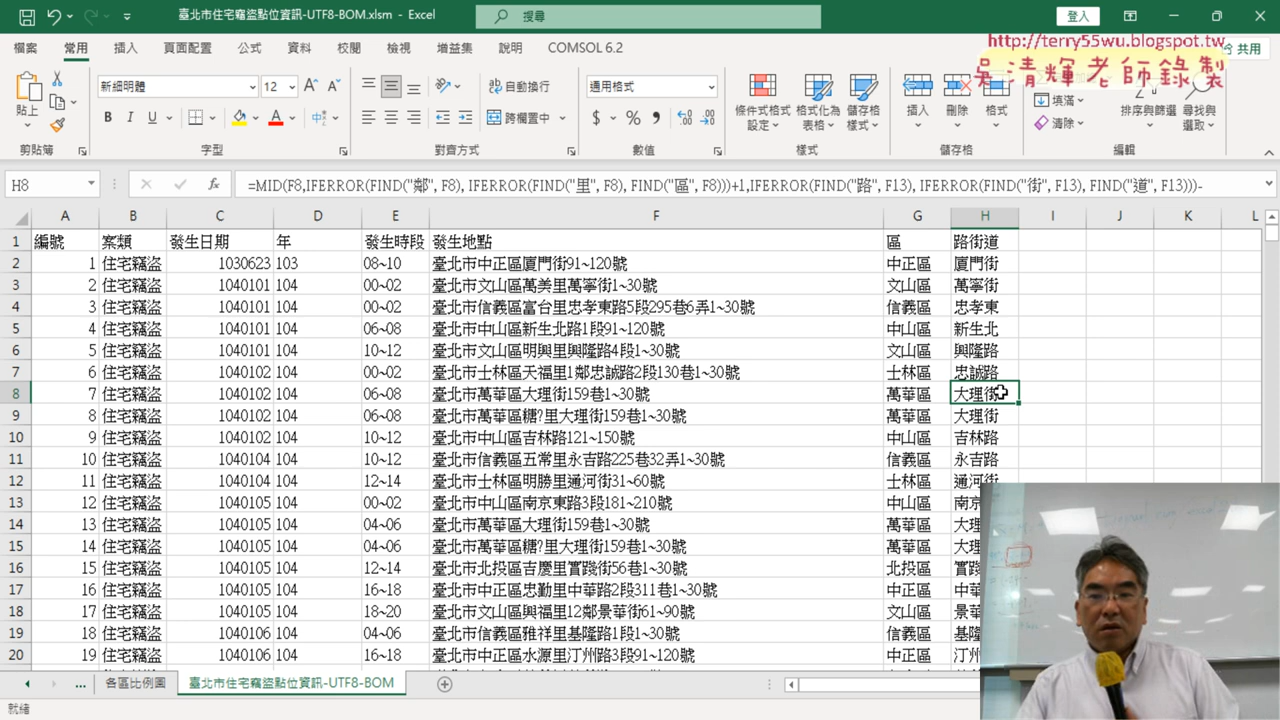 臺北市住宅竊盜點位資訊-UTF8-BOM.xlsm - Excel
搜尋
登入
檔案 常用 插入 頁面配置 公式 資料 校閱 檢視 增益集 說明 COMSOL 6.2
http://terry55wu.blogspot.tw
共用
吳清輝老師錄製
新細明體 12 自動換行 通用格式
貼上 B I U 跨欄置中 $ % 條件式格式設定 格式化為表格 儲存格樣式 插入 刪除 格式 填滿 清除 排序與篩選 尋找與選取
剪貼簿 字型 對齊方式 數值 樣式 儲存格 編輯
H8 fx =MID(F8,IFERROR(FIND("鄰", F8), IFERROR(FIND("里", F8), FIND("區", F8)))+1,IFERROR(FIND("路", F13), IFERROR(FIND("街", F13), FIND("道", F13)))-
A B C D E F G H I J K L
1 編號 案類 發生日期 年 發生時段 發生地點 區 路街道
2 1 住宅竊盜 1030623 103 08~10 臺北市中正區廈門街91~120號 中正區 廈門街
3 2 住宅竊盜 1040101 104 00~02 臺北市文山區萬美里萬寧街1~30號 文山區 萬寧街
4 3 住宅竊盜 1040101 104 00~02 臺北市信義區富台里忠孝東路5段295巷6弄1~30號 信義區 忠孝東
5 4 住宅竊盜 1040101 104 06~08 臺北市中山區新生北路1段91~120號 中山區 新生北
6 5 住宅竊盜 1040101 104 10~12 臺北市文山區明興里興隆路4段1~30號 文山區 興隆路
7 6 住宅竊盜 1040102 104 00~02 臺北市士林區天福里1鄰忠誠路2段130巷1~30號 士林區 忠誠路
8 7 住宅竊盜 1040102 104 06~08 臺北市萬華區大理街159巷1~30號 萬華區 大理街
9 8 住宅竊盜 1040102 104 06~08 臺北市萬華區糖?里大理街159巷1~30號 萬華區 大理街
10 9 住宅竊盜 1040102 104 10~12 臺北市中山區吉林路121~150號 中山區 吉林路
11 10 住宅竊盜 1040102 104 10~12 臺北市信義區五常里永吉路225巷32弄1~30號 信義區 永吉路
12 11 住宅竊盜 1040104 104 12~14 臺北市士林區明勝里通河街31~60號 士林區 通河街
13 12 住宅竊盜 1040105 104 00~02 臺北市中山區南京東路3段181~210號 中山區 南京
14 13 住宅竊盜 1040105 104 04~06 臺北市萬華區大理街159巷1~30號 萬華區 大理
15 14 住宅竊盜 1040105 104 04~06 臺北市萬華區糖?里大理街159巷1~30號 萬華區 大理
16 15 住宅竊盜 1040105 104 12~14 臺北市北投區吉慶里實踐街56巷1~30號 北投區 實踐
17 16 住宅竊盜 1040105 104 16~18 臺北市中正區忠勤里中華路2段311巷1~30號 中正區 中華
18 17 住宅竊盜 1040105 104 18~20 臺北市文山區興福里12鄰景華街61~90號 文山區 景華
19 18 住宅竊盜 1040106 104 04~06 臺北市信義區雅祥里基隆路1段1~30號 信義區 基隆
20 19 住宅竊盜 1040106 104 16~18 臺北市中正區水源里汀州路3段91~120號 中正區 汀州
... 各區比例圖 臺北市住宅竊盜點位資訊-UTF8-BOM
就緒